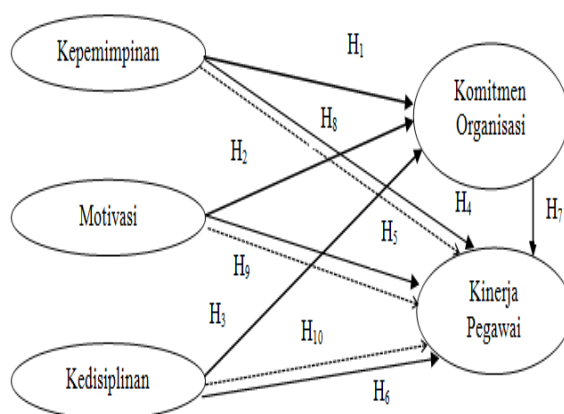 Kepemimpinan
H1
Komitmen
Organisasi
H8
H2
Motivasi
H4
H7
H5
H9
Kinerja
Pegawai
H3
H10
Kedisiplinan
H6